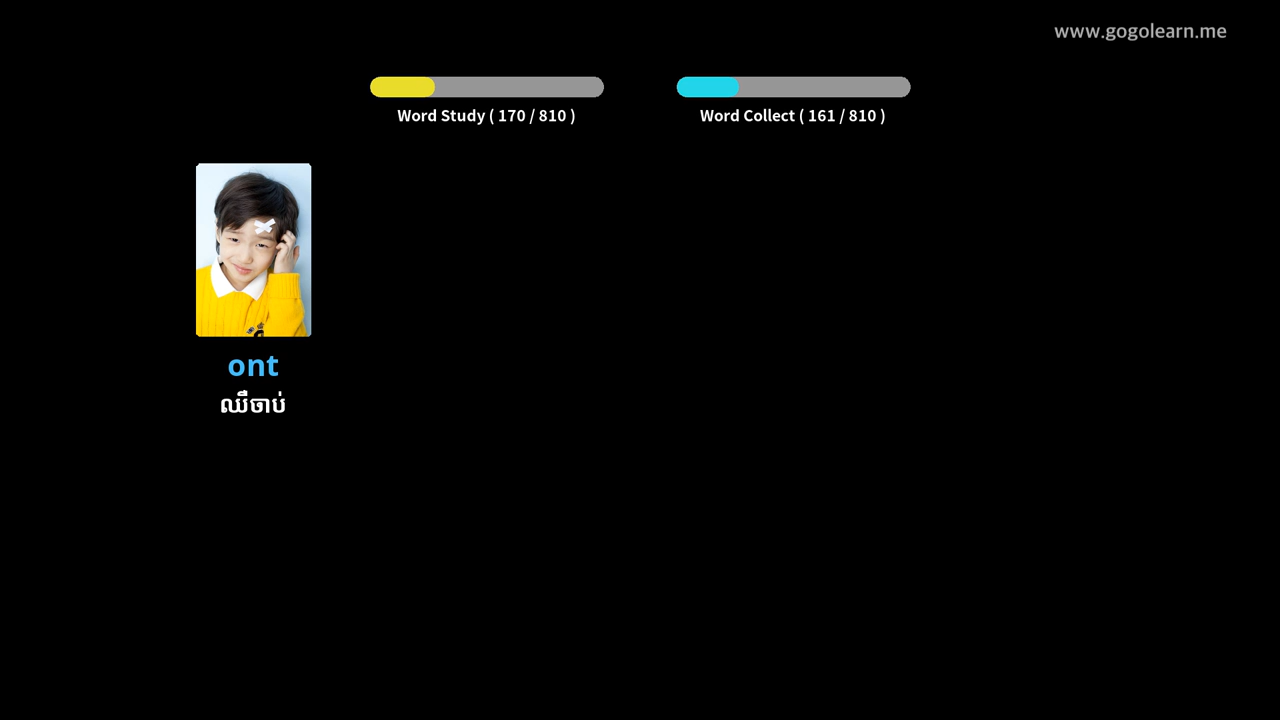 www.gogolearn.me
Word Study ( 170 / 810 )
Word Collect ( 161 / 810 )
ont
ឈឺចាប់